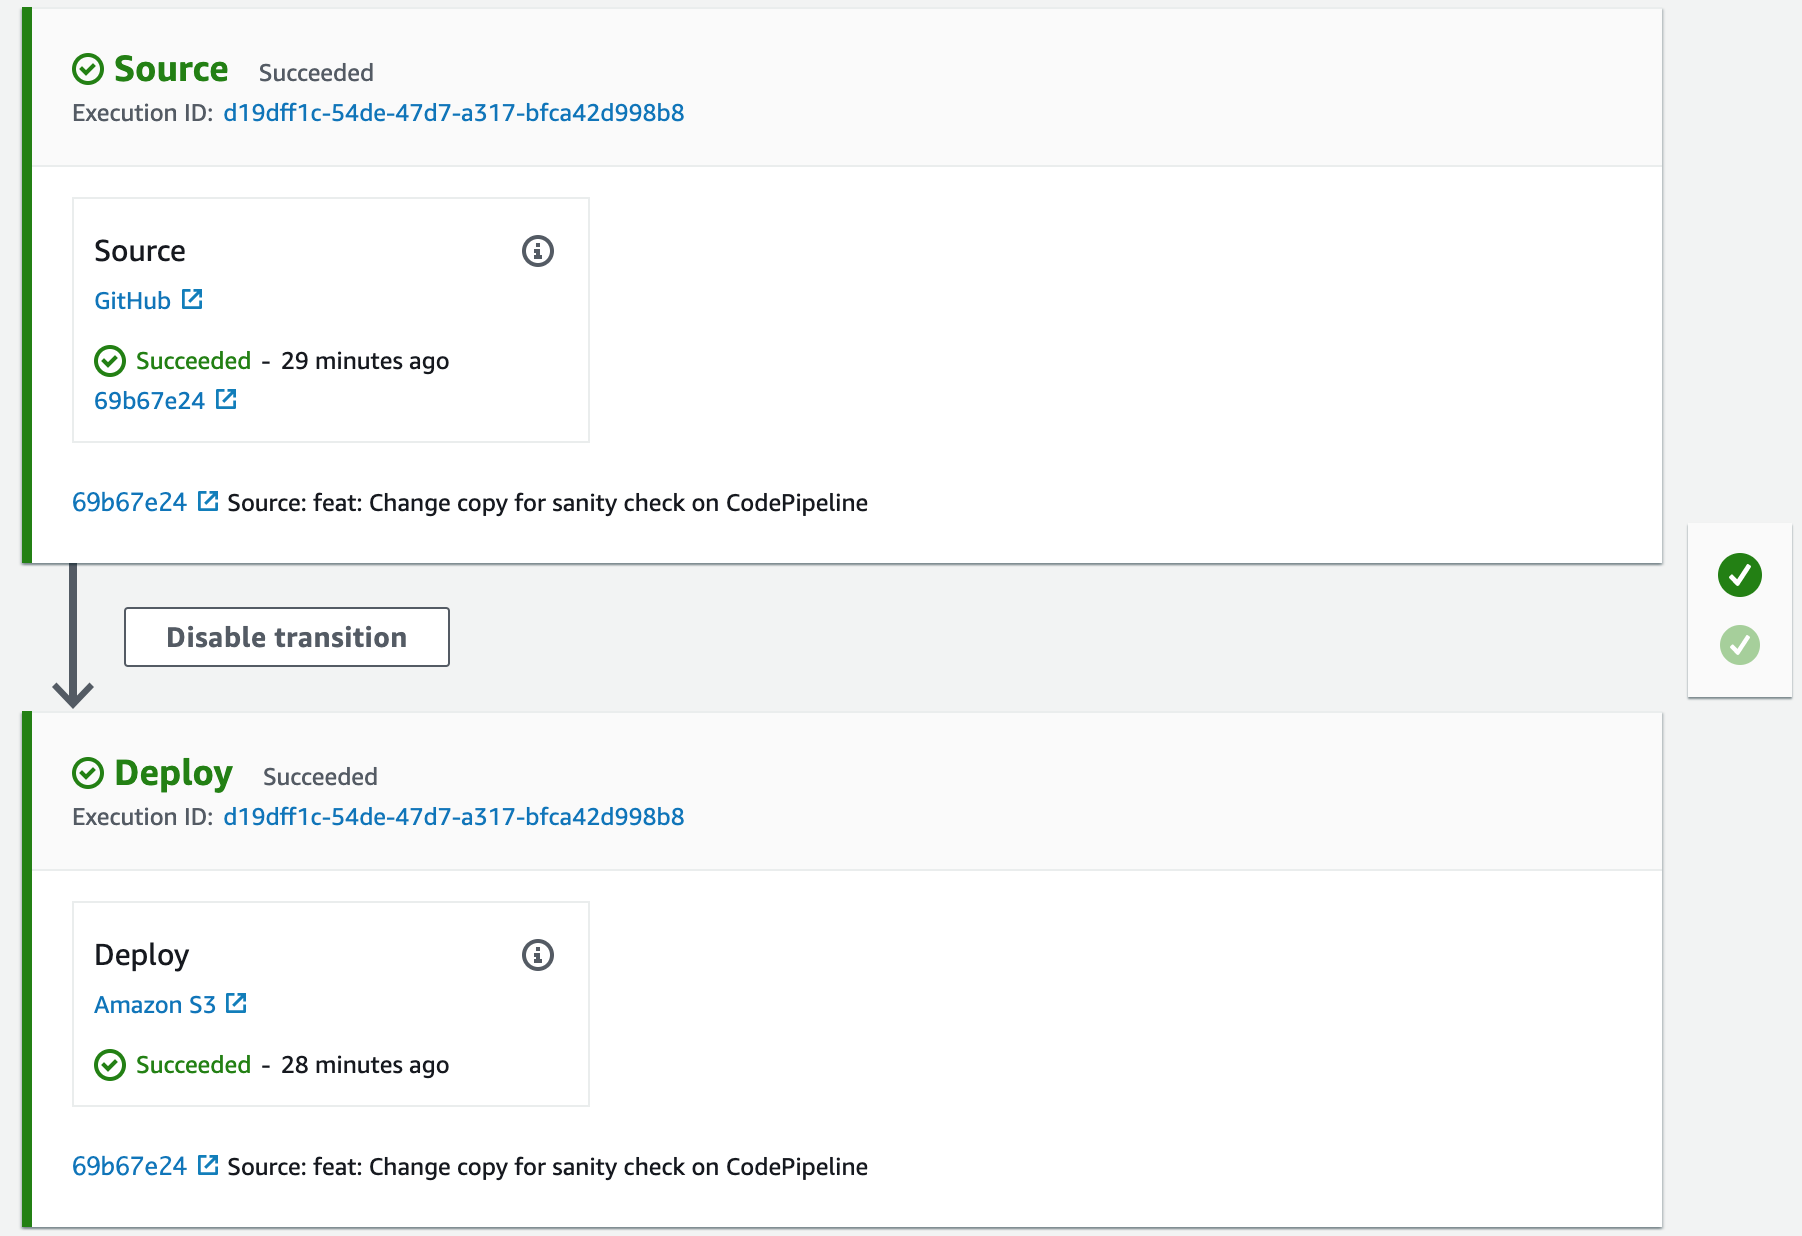 Source Succeeded
Execution ID: d19dff1c-54de-47d7-a317-bfca42d998b8
Source
GitHub
Succeeded - 29 minutes ago
69b67e24
69b67e24 Source: feat: Change copy for sanity check on CodePipeline
Disable transition
Deploy Succeeded
Execution ID: d19dff1c-54de-47d7-a317-bfca42d998b8
Deploy
Amazon S3
Succeeded - 28 minutes ago
69b67e24 Source: feat: Change copy for sanity check on CodePipeline